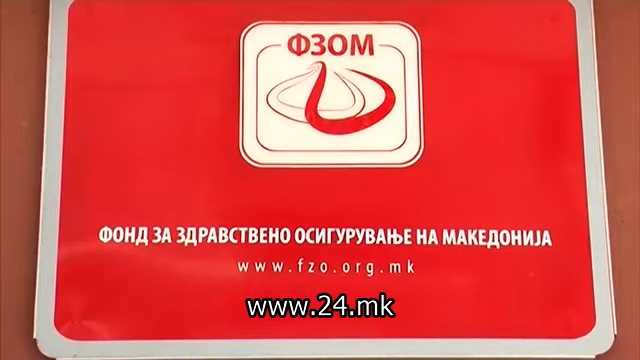 ФЗОМ
ФОНД ЗА ЗДРАВСТВЕНО ОСИГУРУВАЊЕ НА МАКЕДОНИЈА
www.fzo.org.mk
www.24.mk